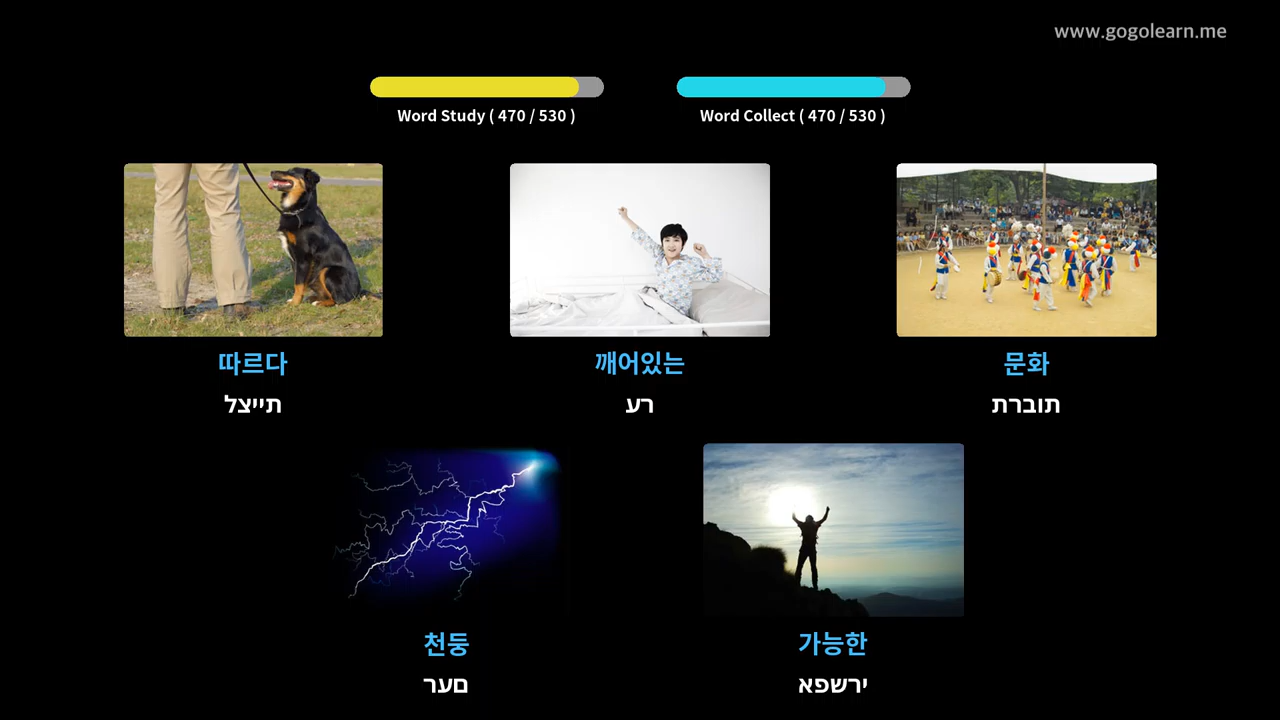 www.gogolearn.me
Word Study ( 470 / 530 )
Word Collect ( 470 / 530 )
따르다
תייצל
깨어있는
רע
문화
תוברת
천둥
םער
가능한
ירשפא